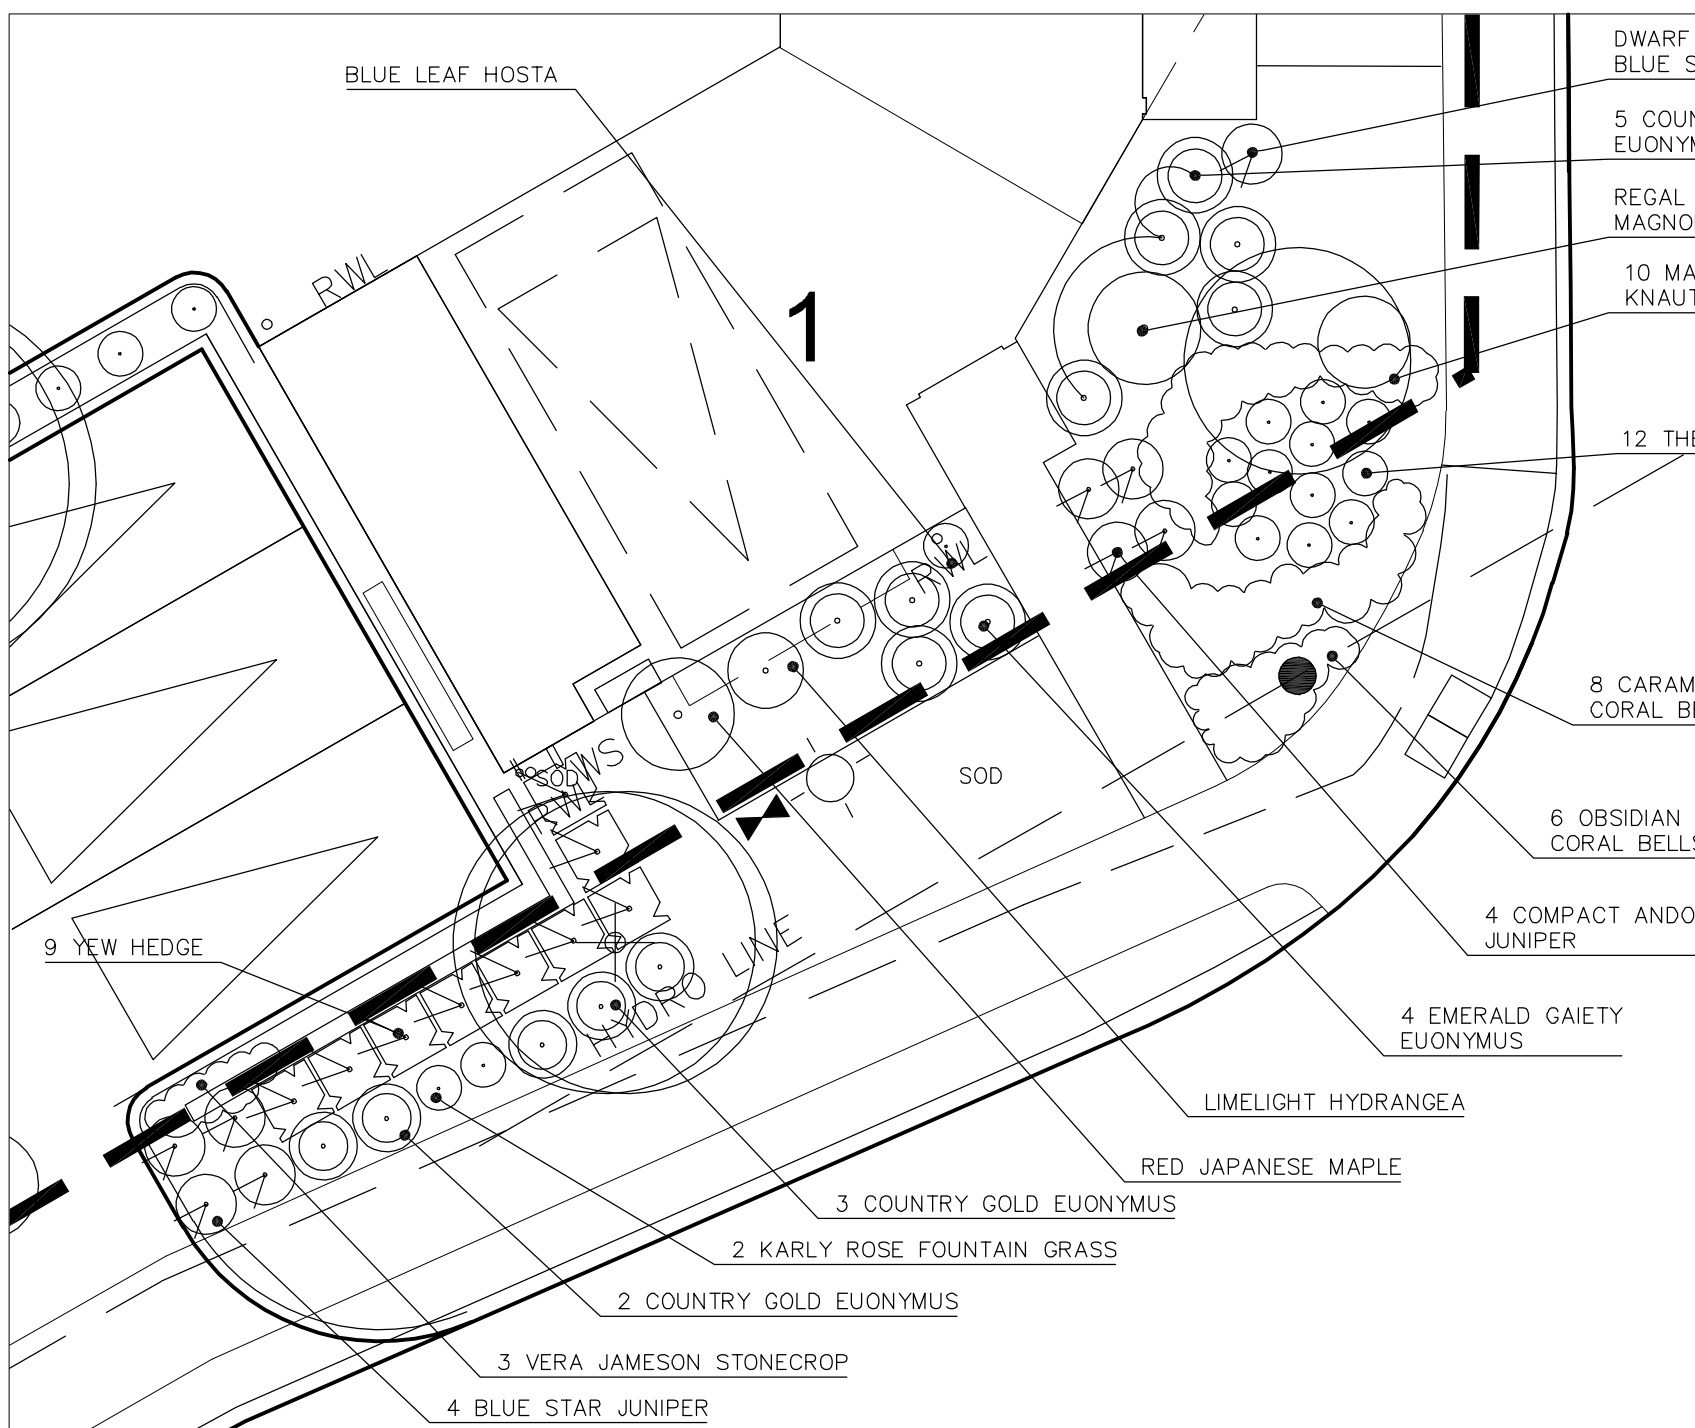 DWARF
BLUE S
BLUE LEAF HOSTA
5 COUN
EUONYM
REGAL
MAGNOL
RWL
10 MA
KNAUT
1
12 THE
RWL
8 CARAM
CORAL BE
WS
SOD
SOD
RWL
6 OBSIDIAN
CORAL BELLS
4 COMPACT ANDO
JUNIPER
9 YEW HEDGE
HYDRO LINE
4 EMERALD GAIETY
EUONYMUS
LIMELIGHT HYDRANGEA
RED JAPANESE MAPLE
3 COUNTRY GOLD EUONYMUS
2 KARLY ROSE FOUNTAIN GRASS
2 COUNTRY GOLD EUONYMUS
3 VERA JAMESON STONECROP
4 BLUE STAR JUNIPER